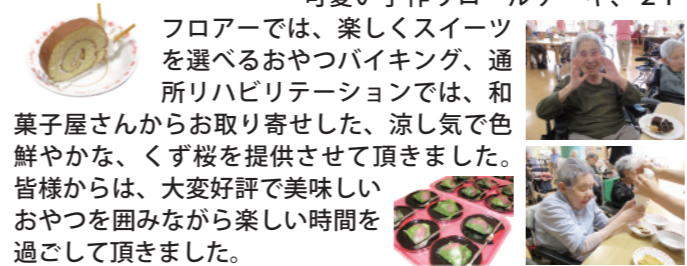 フロアーでは、楽しくスイーツ
を選べるおやつバイキング、通
所リハビリテーションでは、和
菓子屋さんからお取り寄せした、涼し気で色
鮮やかな、くず桜を提供させて頂きました。
皆様からは、大変好評で美味しい
おやつを囲みながら楽しい時間を
過ごして頂きました。